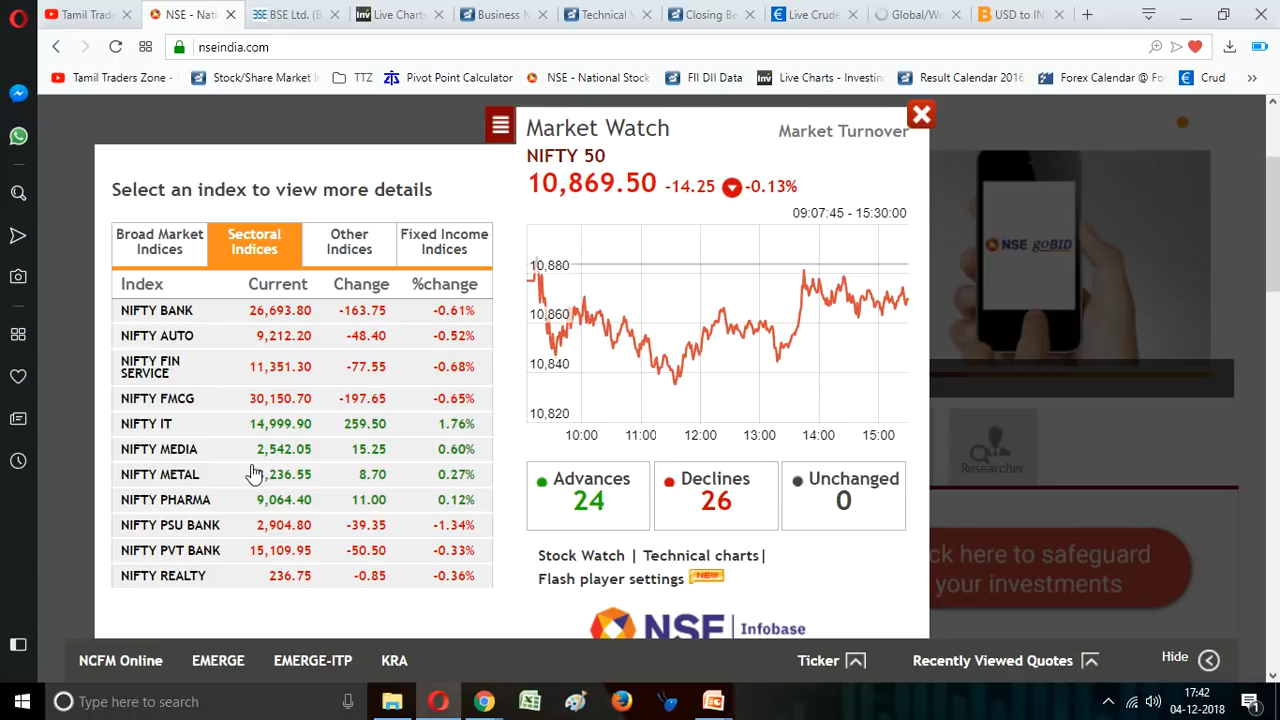 Tamil Trade
NSE - Nati
BSE Ltd. (B
Live Charts
Business N
Technical
Closing Be
Live Crude
Global/Wo
USD to IN
nseindia.com
Tamil Traders Zone -
Stock/Share Market
TTZ
Pivot Point Calculator
NSE - National Stock
FII DII Data
Live Charts - Investin
Result Calendar 2016
Forex Calendar @ Fo
Crud
Market Watch
Market Turnover
NIFTY 50
10,869.50 -14.25 -0.13%
09:07:45 - 15:30:00
Select an index to view more details
Broad Market Indices
Sectoral Indices
Other Indices
Fixed Income Indices
Index Current Change %change
NIFTY BANK 26,693.80 -163.75 -0.61%
NIFTY AUTO 9,212.20 -48.40 -0.52%
NIFTY FIN SERVICE 11,351.30 -77.55 -0.68%
NIFTY FMCG 30,150.70 -197.65 -0.65%
NIFTY IT 14,999.90 259.50 1.76%
NIFTY MEDIA 2,542.05 15.25 0.60%
NIFTY METAL ,236.55 8.70 0.27%
NIFTY PHARMA 9,064.40 11.00 0.12%
NIFTY PSU BANK 2,904.80 -39.35 -1.34%
NIFTY PVT BANK 15,109.95 -50.50 -0.33%
NIFTY REALTY 236.75 -0.85 -0.36%
10,880
10,860
10,840
10,820
10:00 11:00 12:00 13:00 14:00 15:00
Advances 24
Declines 26
Unchanged 0
Stock Watch | Technical charts|
Flash player settings NEW
NSE Infobase
NSE goBID
Researcher
ck here to safeguard
your investments
NCFM Online
EMERGE
EMERGE-ITP
KRA
Ticker
Recently Viewed Quotes
Hide
Type here to search
17:42
04-12-2018